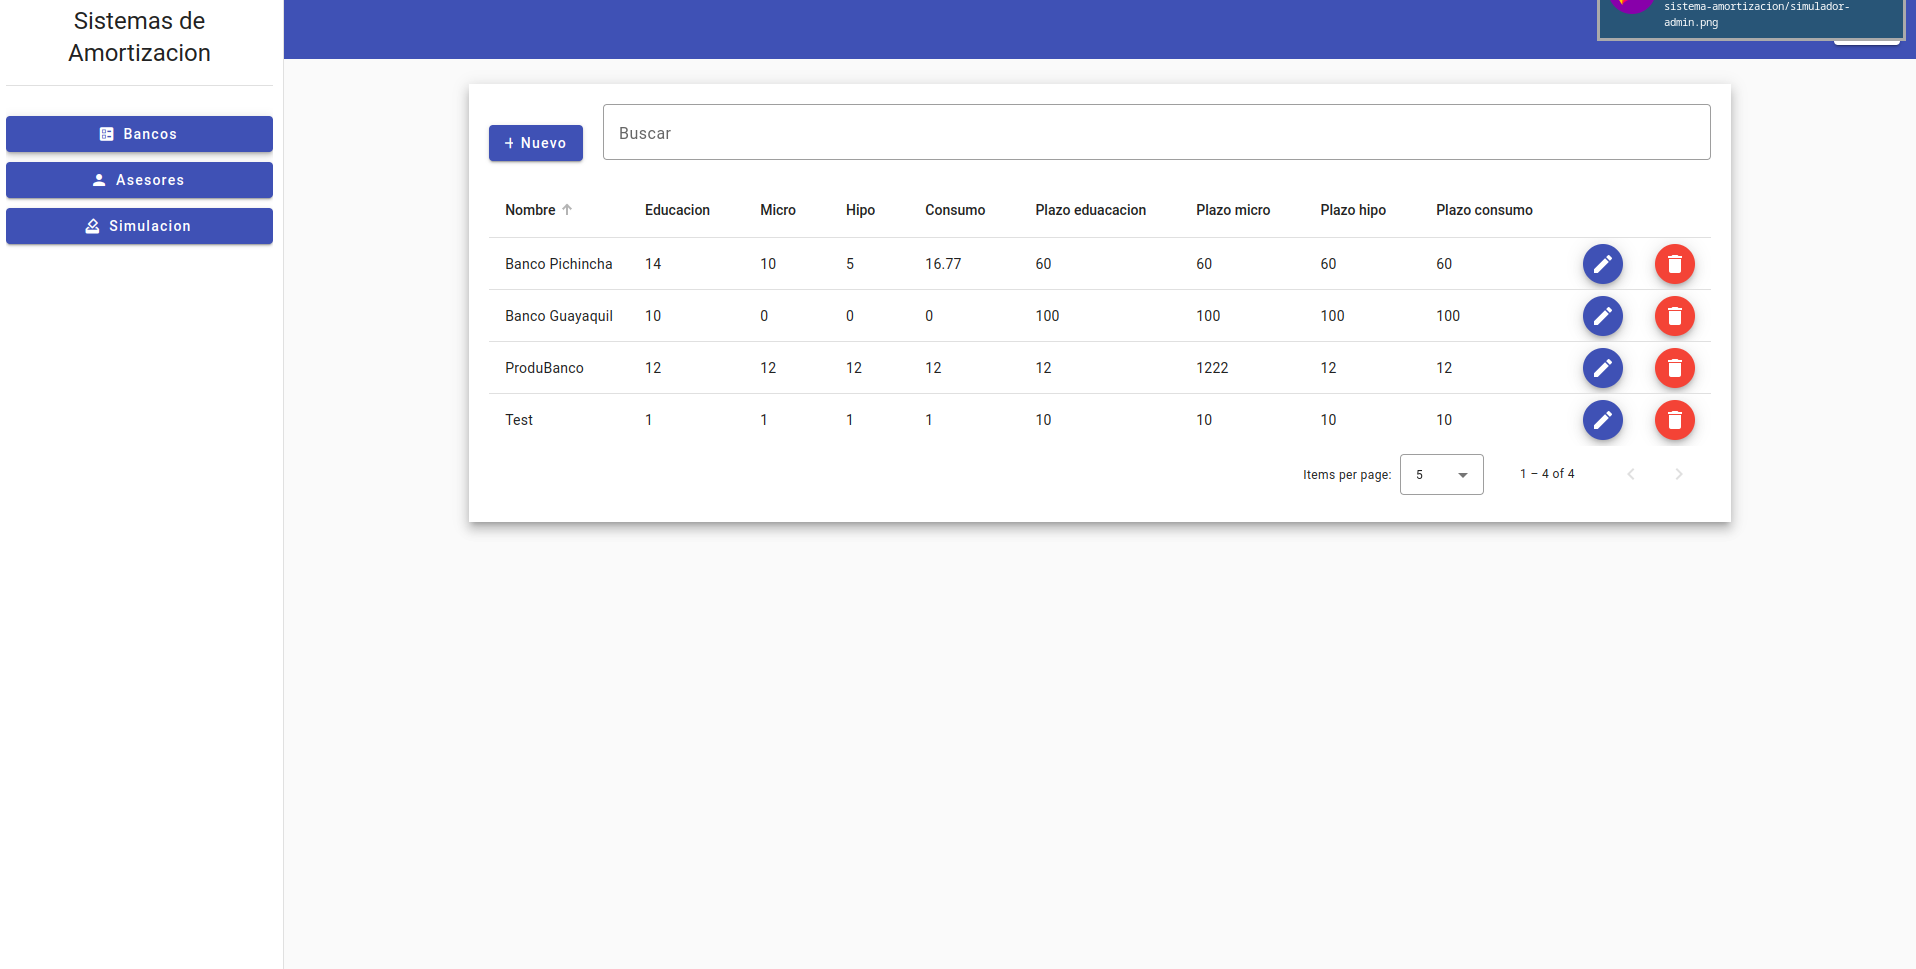 Sistemas de
Amortizacion
Bancos
Asesores
Simulacion
sistema-amortizacion/simulador-
admin.png
+ Nuevo
Buscar
Nombre Educacion Micro Hipo Consumo Plazo eduacacion Plazo micro Plazo hipo Plazo consumo
Banco Pichincha 14 10 5 16.77 60 60 60 60
Banco Guayaquil 10 0 0 0 100 100 100 100
ProduBanco 12 12 12 12 12 1222 12 12
Test 1 1 1 1 10 10 10 10
Items per page: 5 1 – 4 of 4